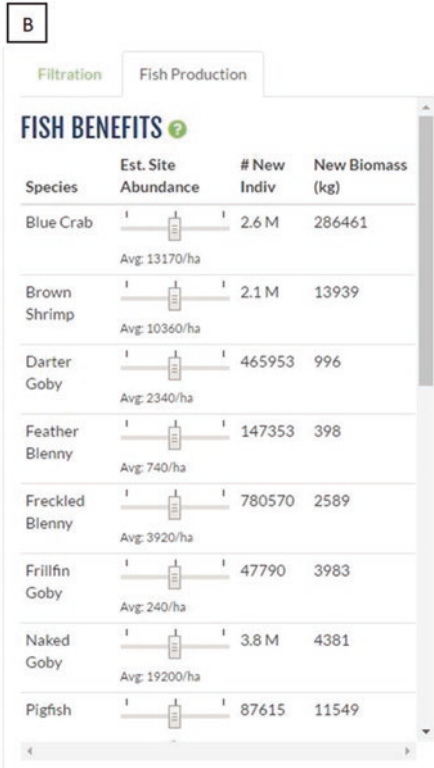 B
Filtration Fish Production
FISH BENEFITS ?
Est. Site # New New Biomass
Species Abundance Indiv (kg)
Blue Crab 2.6 M 286461
Avg: 13170/ha
Brown 2.1 M 13939
Shrimp
Avg: 10360/ha
Darter 465953 996
Goby
Avg: 2340/ha
Feather 147353 398
Blenny
Avg: 740/ha
Freckled 780570 2589
Blenny
Avg: 3920/ha
Frillfin 47790 3983
Goby
Avg: 240/ha
Naked 3.8 M 4381
Goby
Avg: 19200/ha
Pigfish 87615 11549